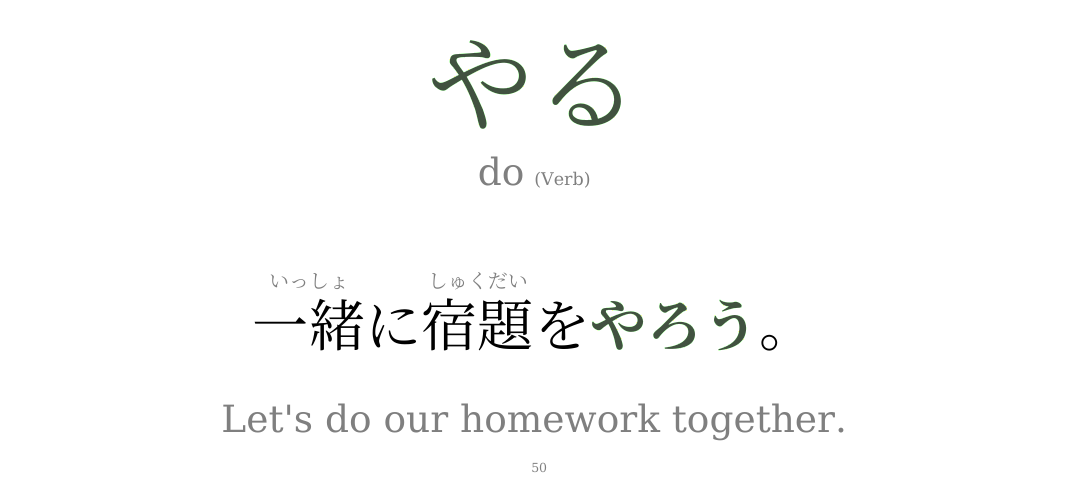 やる
do (Verb)
いっしょ しゅくだい
一緒に宿題をやろう。
Let's do our homework together.
50